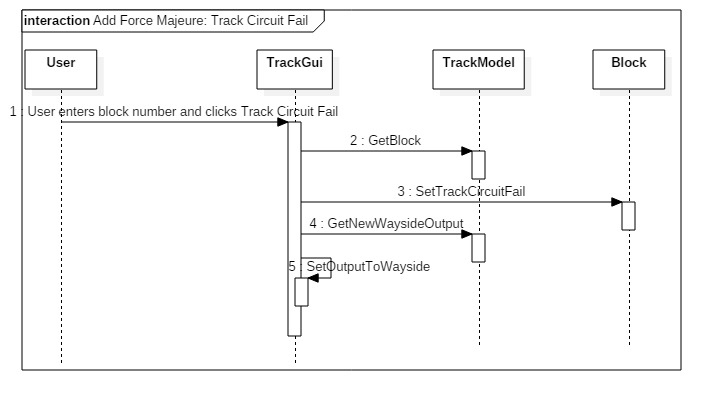 interaction Add Force Majeure: Track Circuit Fail
User TrackGui TrackModel Block
1 : User enters block number and clicks Track Circuit Fail
2 : GetBlock
3 : SetTrackCircuitFail
4 : GetNewWaysideOutput
5 : SetOutputToWayside